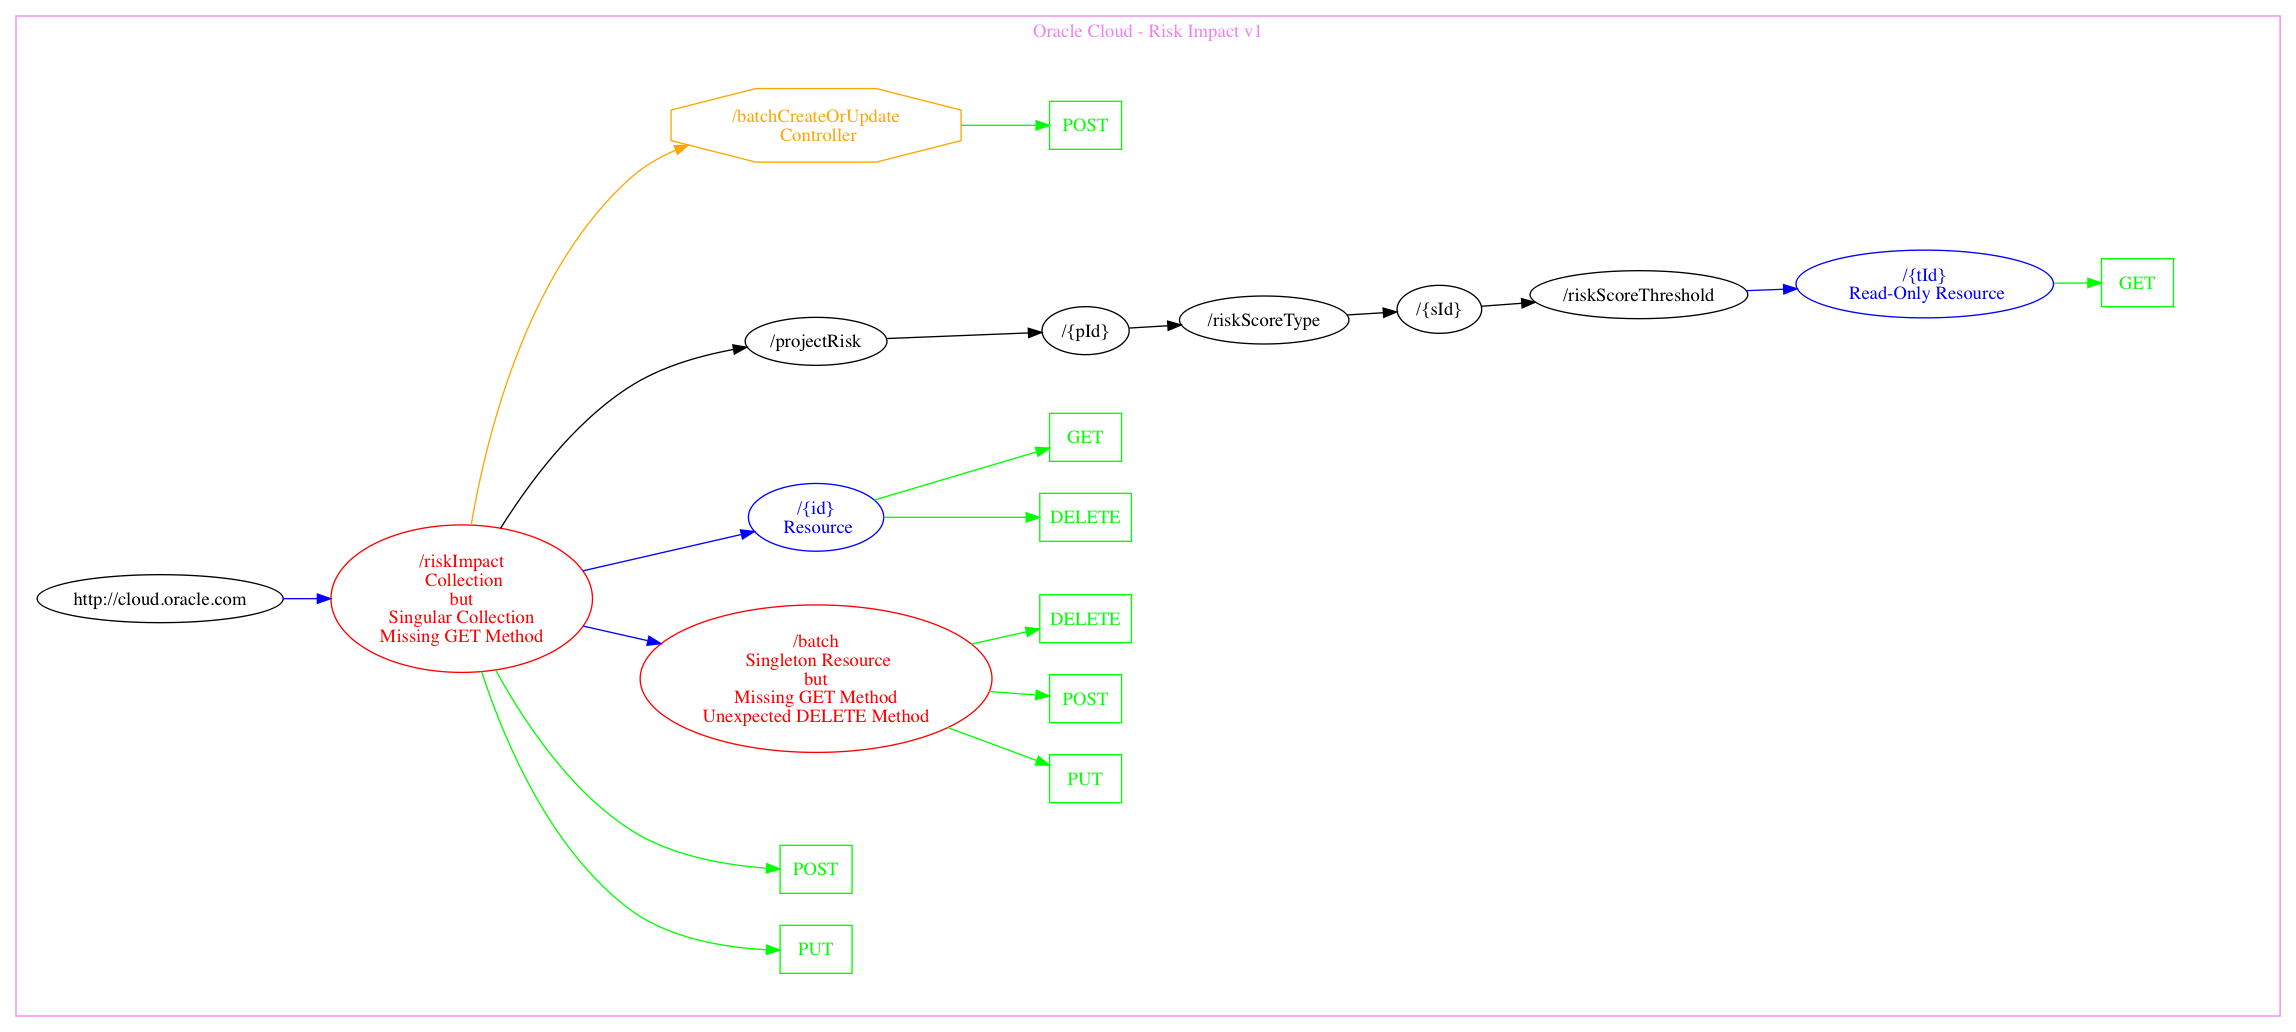 Oracle Cloud - Risk Impact v1
/batchCreateOrUpdate
Controller
POST
/{tId}
Read-Only Resource
GET
/projectRisk
/{pId}
/riskScoreType
/{sId}
/riskScoreThreshold
GET
/{id}
Resource
DELETE
http://cloud.oracle.com
/riskImpact
Collection
but
Singular Collection
Missing GET Method
/batch
Singleton Resource
but
Missing GET Method
Unexpected DELETE Method
DELETE
POST
PUT
POST
PUT